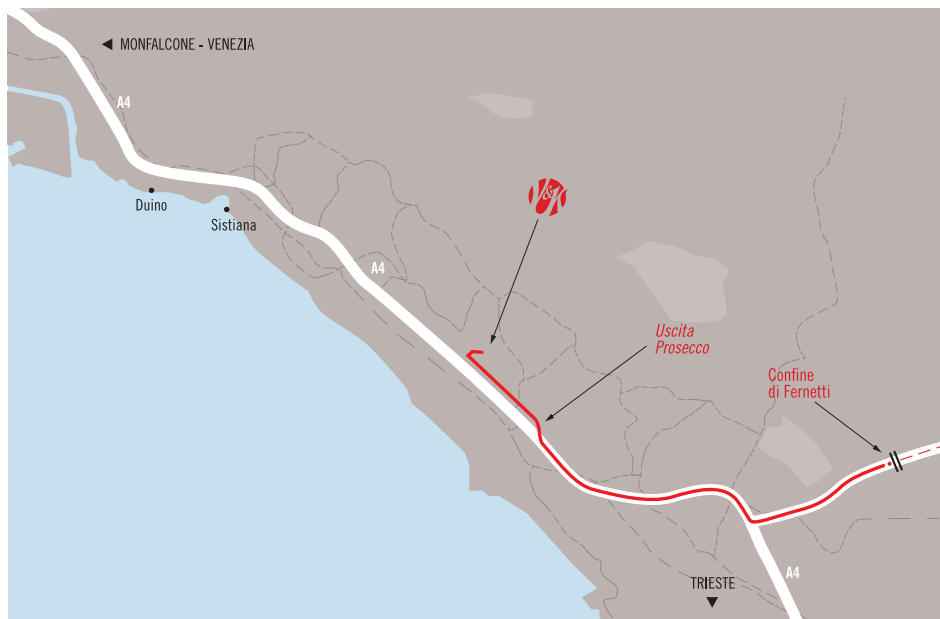 MONFALCONE - VENEZIA
A4
Duino
Sistiana
V&K
A4
Uscita
Prosecco
Confine
di Fernetti
A4
TRIESTE